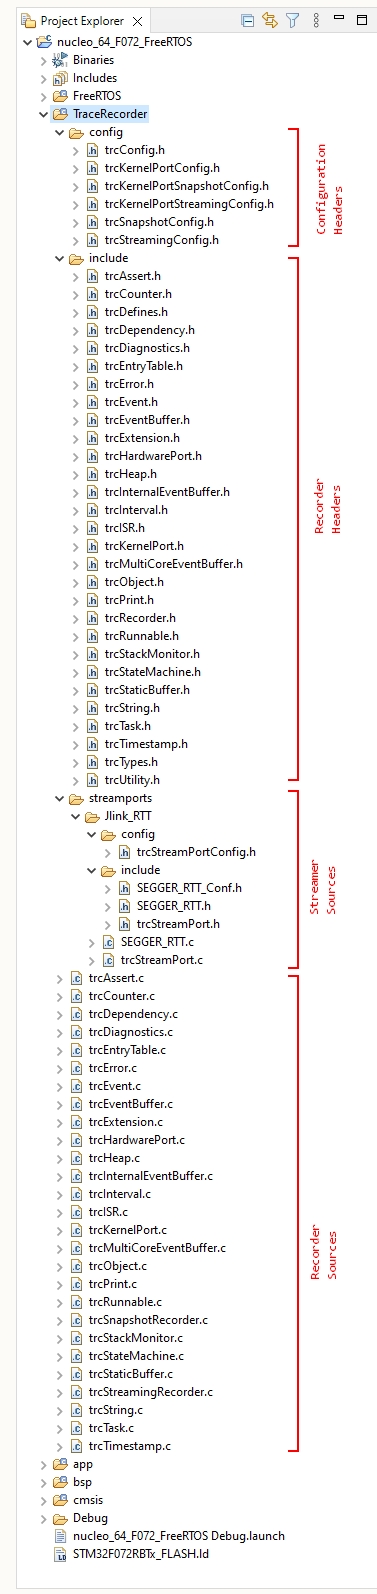 Project Explorer
nucleo_64_F072_FreeRTOS
Binaries
Includes
FreeRTOS
TraceRecorder
config
trcConfig.h
trcKernelPortConfig.h
trcKernelPortSnapshotConfig.h
trcKernelPortStreamingConfig.h
trcSnapshotConfig.h
trcStreamingConfig.h
Configuration
Headers
include
trcAssert.h
trcCounter.h
trcDefines.h
trcDependency.h
trcDiagnostics.h
trcEntryTable.h
trcError.h
trcEvent.h
trcEventBuffer.h
trcExtension.h
trcHardwarePort.h
trcHeap.h
trcInternalEventBuffer.h
trcInterval.h
trcISR.h
trcKernelPort.h
trcMultiCoreEventBuffer.h
trcObject.h
trcPrint.h
trcRecorder.h
trcRunnable.h
trcStackMonitor.h
trcStateMachine.h
trcStaticBuffer.h
trcString.h
trcTask.h
trcTimestamp.h
trcTypes.h
trcUtility.h
Recorder
Headers
streamports
Jlink_RTT
config
trcStreamPortConfig.h
include
SEGGER_RTT_Conf.h
SEGGER_RTT.h
trcStreamPort.h
SEGGER_RTT.c
trcStreamPort.c
Streamer
Sources
trcAssert.c
trcCounter.c
trcDependency.c
trcDiagnostics.c
trcEntryTable.c
trcError.c
trcEvent.c
trcEventBuffer.c
trcExtension.c
trcHardwarePort.c
trcHeap.c
trcInternalEventBuffer.c
trcInterval.c
trcISR.c
trcKernelPort.c
trcMultiCoreEventBuffer.c
trcObject.c
trcPrint.c
trcRunnable.c
trcSnapshotRecorder.c
trcStackMonitor.c
trcStateMachine.c
trcStaticBuffer.c
trcStreamingRecorder.c
trcString.c
trcTask.c
trcTimestamp.c
Recorder
Sources
app
bsp
cmsis
Debug
nucleo_64_F072_FreeRTOS Debug.launch
STM32F072RBTx_FLASH.ld